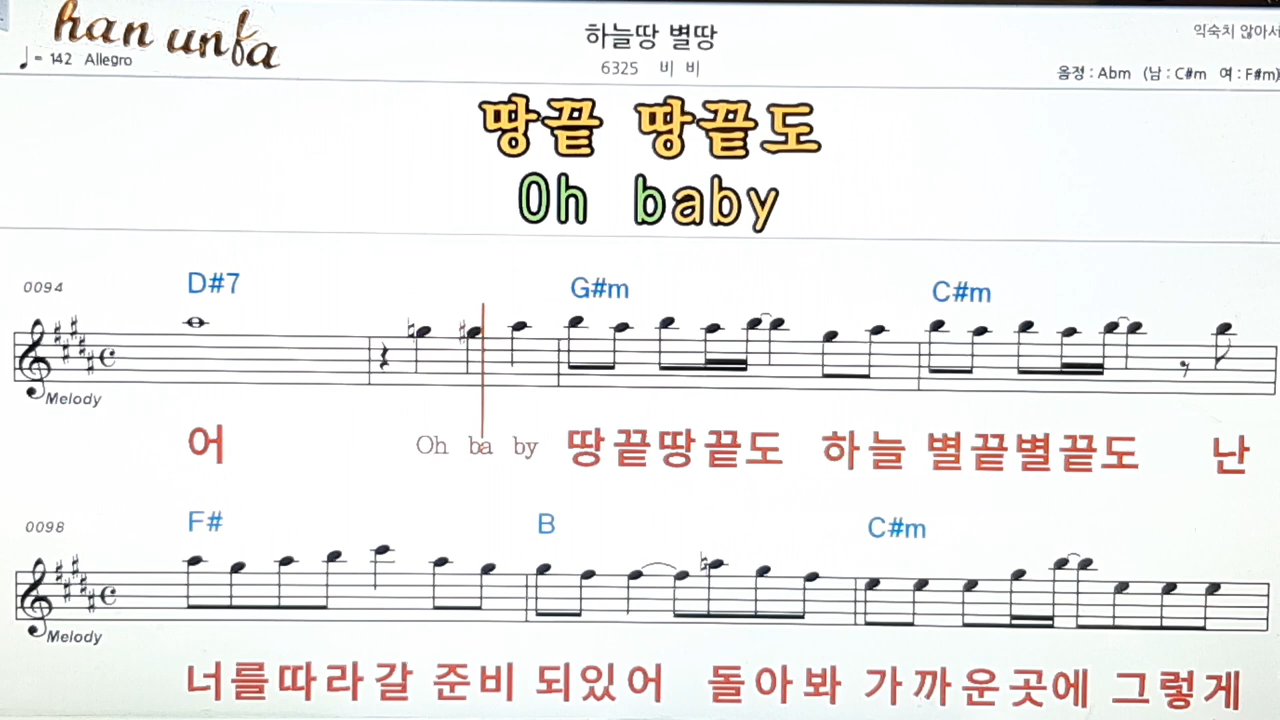 han unfa
♩= 142 Allegro
하늘땅 별땅
6325 비 비
익숙치 않아서
음정 : Abm (남 : C#m 여 : F#m)
땅끝 땅끝도
Oh baby
0094 D#7 G#m C#m
Melody
어 Oh ba by 땅끝땅끝도 하늘 별끝별끝도 난
0098 F# B C#m
Melody
너를따라갈 준비 되있어 돌아봐 가까운곳에 그렇게